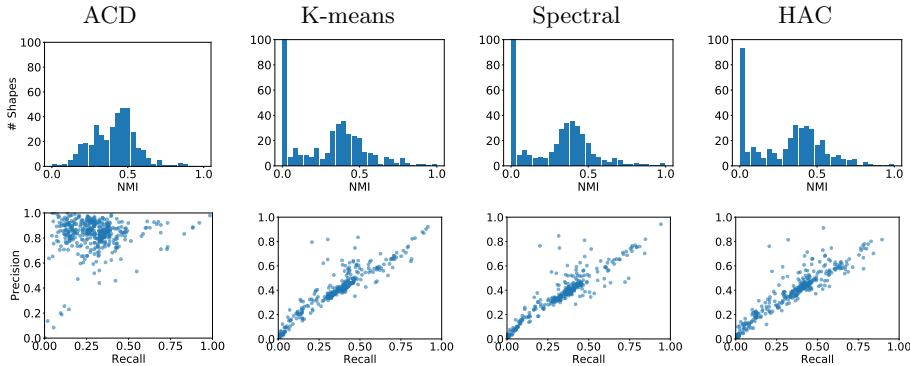 ACD K-means Spectral HAC
100 100 100 100
80 80 80 80
60 60 60 60
40 40 40 40
20 20 20 20
0 0 0 0
# Shapes
0.0 0.5 1.0 0.0 0.5 1.0 0.0 0.5 1.0 0.0 0.5 1.0
NMI NMI NMI NMI
1.0 1.0 1.0 1.0
0.8 0.8 0.8 0.8
0.6 0.6 0.6 0.6
0.4 0.4 0.4 0.4
0.2 0.2 0.2 0.2
0.0 0.0 0.0 0.0
Precision
0.00 0.25 0.50 0.75 1.00 0.00 0.25 0.50 0.75 1.00 0.00 0.25 0.50 0.75 1.00 0.00 0.25 0.50 0.75 1.00
Recall Recall Recall Recall